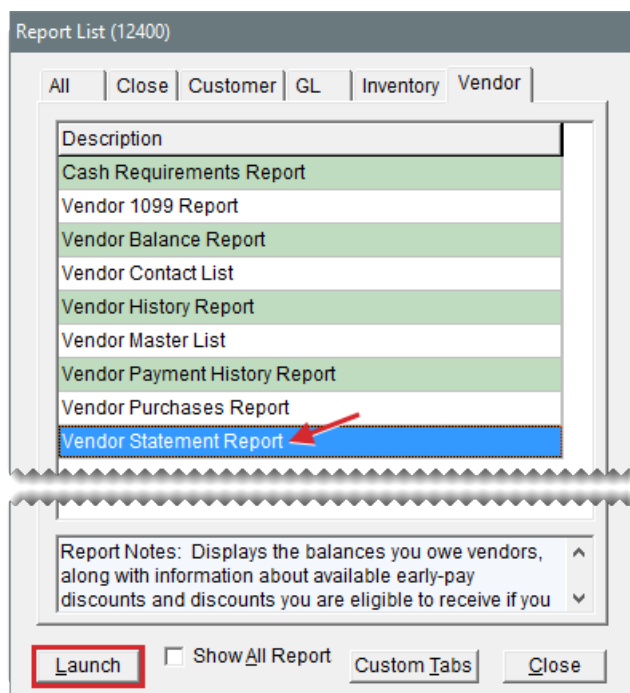 Report List (12400)
All Close Customer GL Inventory Vendor
Description
Cash Requirements Report
Vendor 1099 Report
Vendor Balance Report
Vendor Contact List
Vendor History Report
Vendor Master List
Vendor Payment History Report
Vendor Purchases Report
Vendor Statement Report
Report Notes: Displays the balances you owe vendors,
along with information about available early-pay
discounts and discounts you are eligible to receive if you
Launch Show All Report Custom Tabs Close